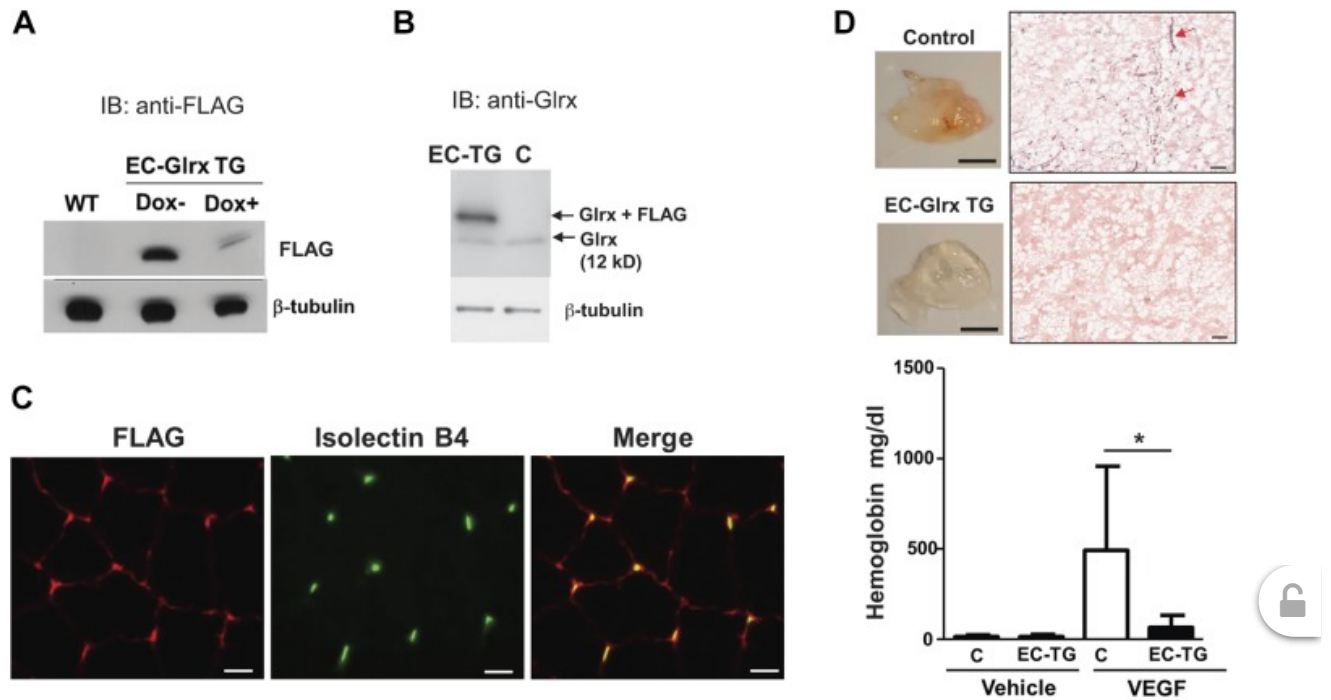 A
IB: anti-FLAG
EC-Glrx TG
WT
Dox-
Dox+
FLAG
β-tubulin
B
IB: anti-Glrx
EC-TG C
Glrx + FLAG
Glrx
(12 kD)
β-tubulin
C
FLAG
Isolectin B4
Merge
D
Control
EC-Glrx TG
Hemoglobin mg/dl
1500
1000
500
0
*
C
EC-TG
C
EC-TG
Vehicle
VEGF